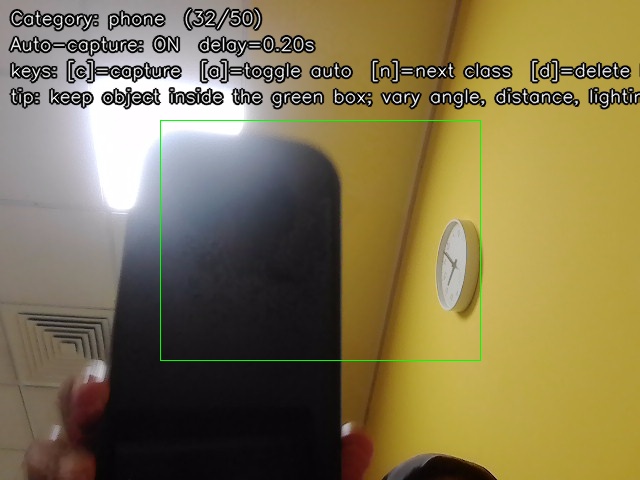 Category: phone (32/50)
Auto-capture: ON delay=0.20s
keys: [c]=capture [a]=toggle auto [n]=next class [d]=delete
tip: keep object inside the green box; vary angle, distance, lightin